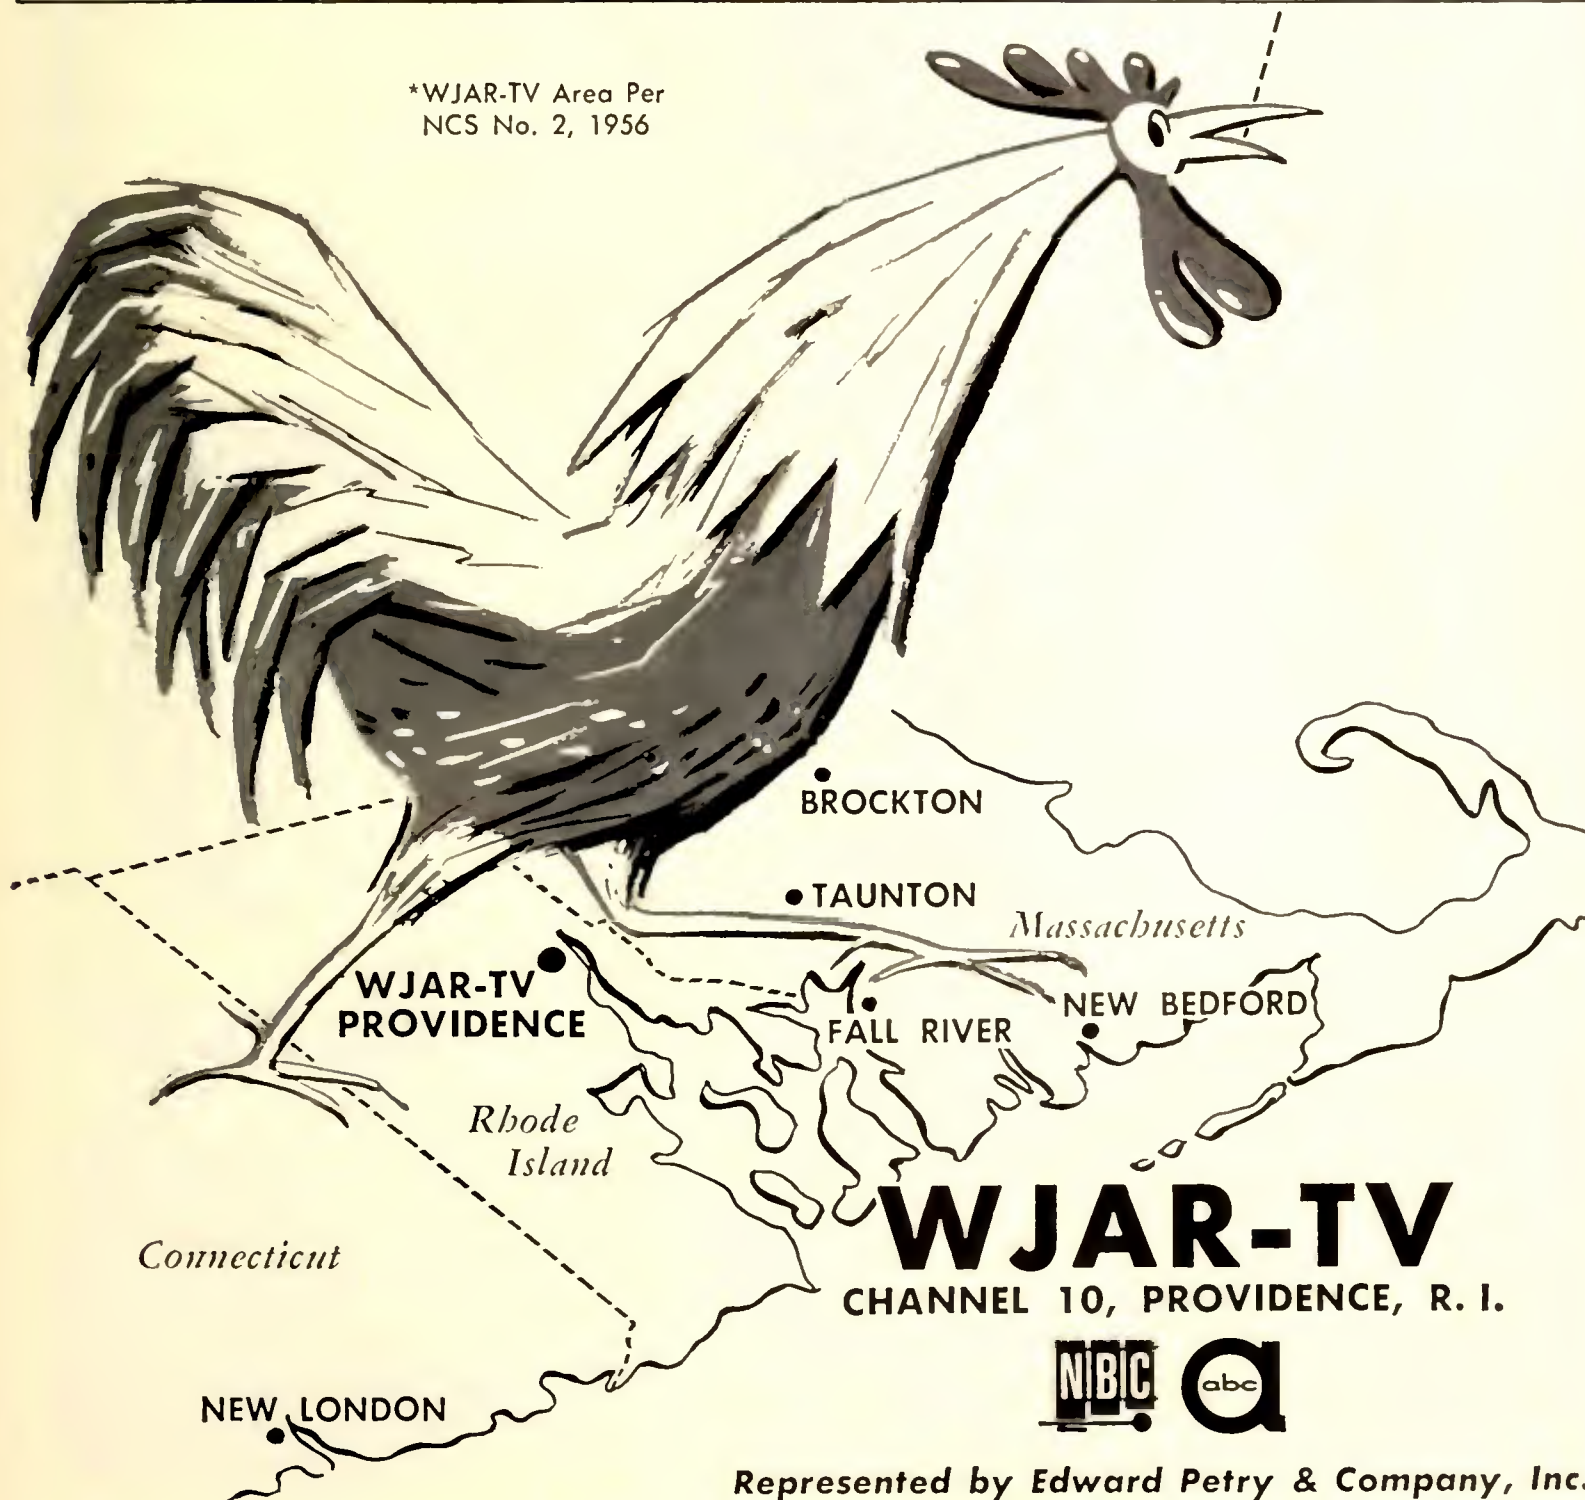 *WJAR-TV Area Per
NCS No. 2, 1956
BROCKTON
TAUNTON
Massachusetts
WJAR-TV
PROVIDENCE
NEW BEDFORD
FALL RIVER
Rhode
Island
WJAR-TV
Connecticut
CHANNEL 10, PROVIDENCE, R. I.
NBC
abc
NEW LONDON
Represented by Edward Petry & Company, Inc.